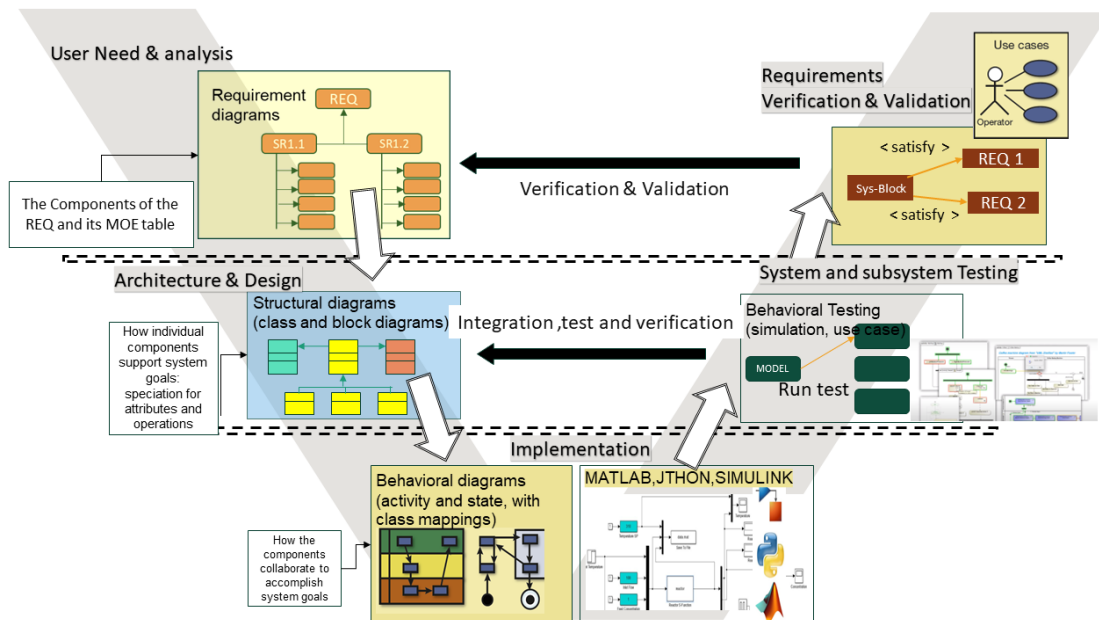 User Need & analysis
Requirement
diagrams
REQ
SR1.1
SR1.2
The Components of the
REQ and its MOE table
Verification & Validation
Requirements
Verification & Validation
Use cases
Operator
< satisfy >
REQ 1
Sys-Block
REQ 2
< satisfy >
Architecture & Design
Structural diagrams
(class and block diagrams)
How individual
components
support system
goals:
speciation for
attributes and
operations
Integration ,test and verification
System and subsystem Testing
Behavioral Testing
(simulation, use case)
MODEL
Run test
Implementation
Behavioral diagrams
(activity and state, with
class mappings)
How the
components
collaborate to
accomplish
system goals
MATLAB,JTHON,SIMULINK